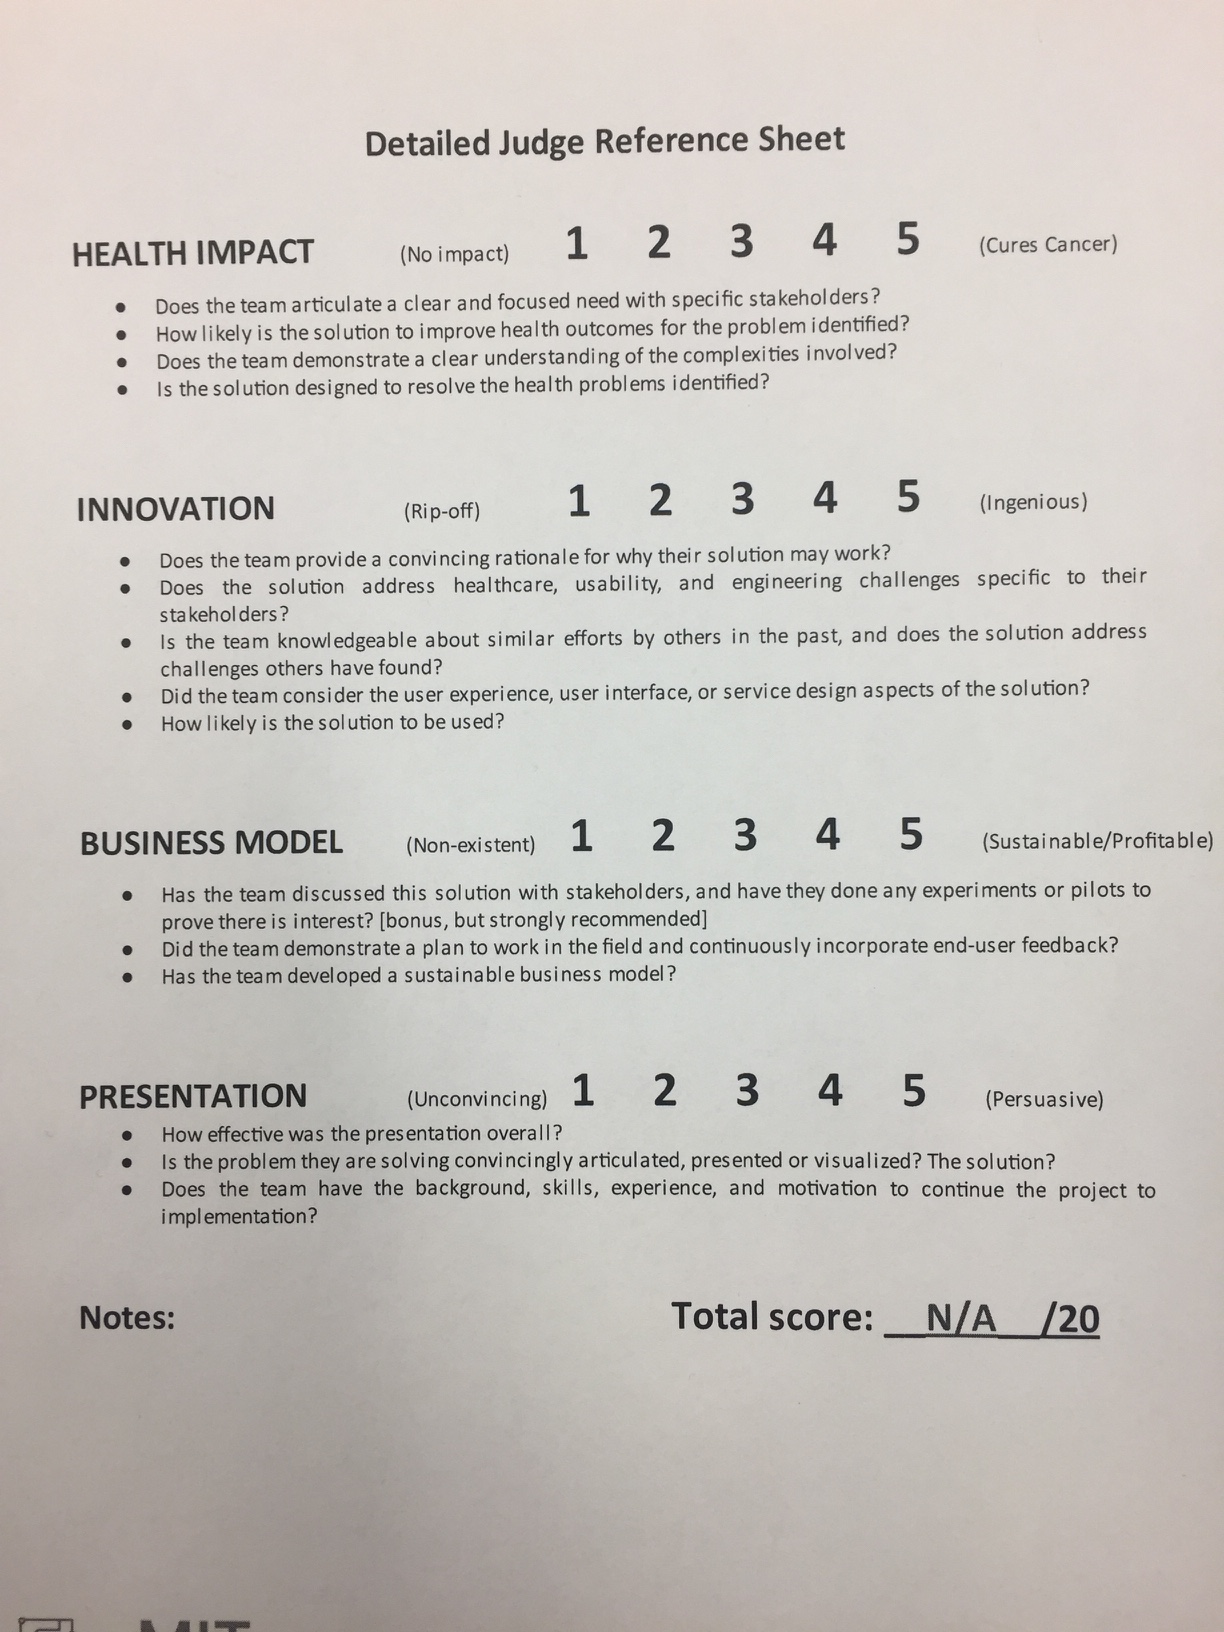 Detailed Judge Reference Sheet
HEALTH IMPACT (No impact) 1 2 3 4 5 (Cures Cancer)
● Does the team articulate a clear and focused need with specific stakeholders?
● How likely is the solution to improve health outcomes for the problem identified?
● Does the team demonstrate a clear understanding of the complexities involved?
● Is the solution designed to resolve the health problems identified?
INNOVATION (Rip-off) 1 2 3 4 5 (Ingenious)
● Does the team provide a convincing rationale for why their solution may work?
● Does the solution address healthcare, usability, and engineering challenges specific to their
stakeholders?
● Is the team knowledgeable about similar efforts by others in the past, and does the solution address
challenges others have found?
● Did the team consider the user experience, user interface, or service design aspects of the solution?
● How likely is the solution to be used?
BUSINESS MODEL (Non-existent) 1 2 3 4 5 (Sustainable/Profitable)
● Has the team discussed this solution with stakeholders, and have they done any experiments or pilots to
prove there is interest? [bonus, but strongly recommended]
● Did the team demonstrate a plan to work in the field and continuously incorporate end-user feedback?
● Has the team developed a sustainable business model?
PRESENTATION (Unconvincing) 1 2 3 4 5 (Persuasive)
● How effective was the presentation overall?
● Is the problem they are solving convincingly articulated, presented or visualized? The solution?
● Does the team have the background, skills, experience, and motivation to continue the project to
implementation?
Notes: Total score: N/A /20
MIT